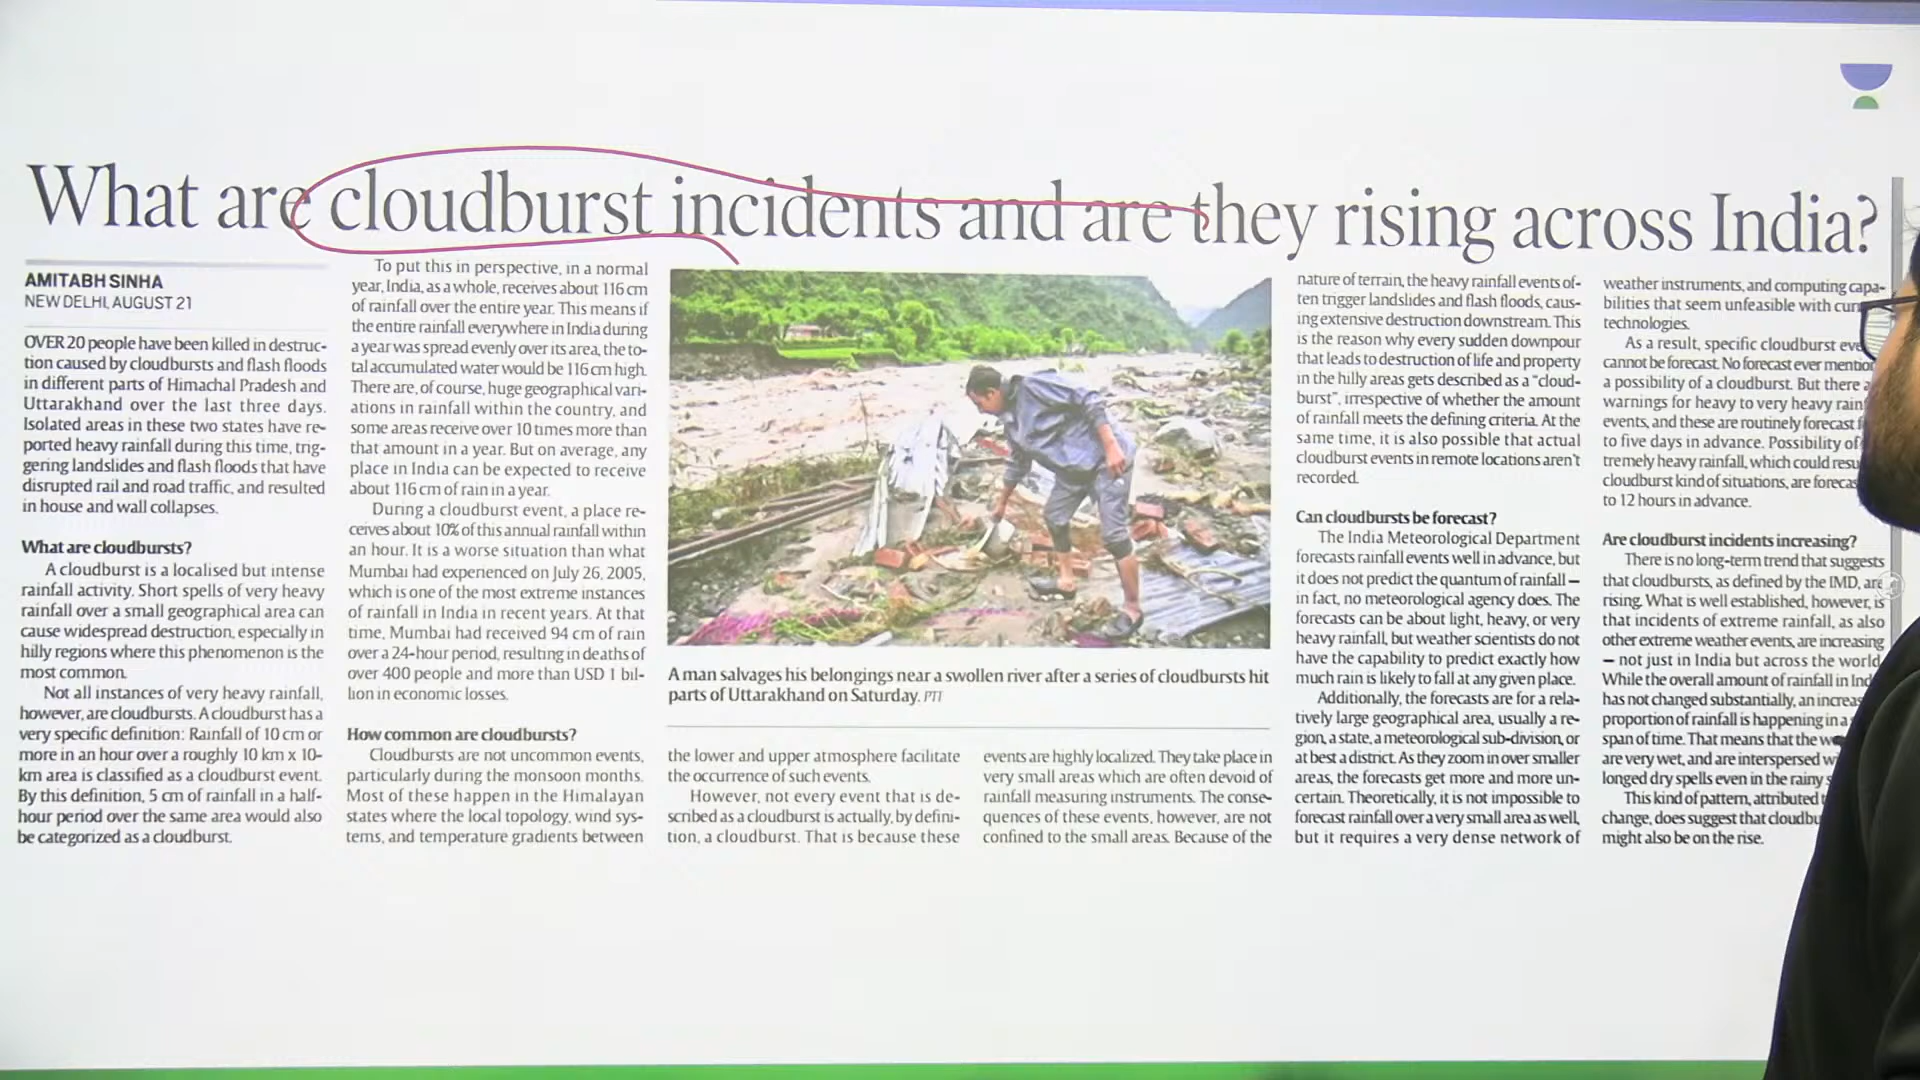 What are cloudburst incidents and are they rising across India?
AMITABH SINHA
NEW DELHI, AUGUST 21
OVER 20 people have been killed in destruc-
tion caused by cloudbursts and flash floods
in different parts of Himachal Pradesh and
Uttarakhand over the last three days.
Isolated areas in these two states have re-
ported heavy rainfall during this time, trig-
gering landslides and flash floods that have
disrupted rail and road traffic, and resulted
in house and wall collapses.
What are cloudbursts?
A cloudburst is a localised but intense
rainfall activity. Short spells of very heavy
rainfall over a small geographical area can
cause widespread destruction, especially in
hilly regions where this phenomenon is the
most common.
Not all instances of very heavy rainfall,
however, are cloudbursts. A cloudburst has a
very specific definition: Rainfall of 10 cm or
more in an hour over a roughly 10 km x 10-
km area is classified as a cloudburst event.
By this definition, 5 cm of rainfall in a half-
hour period over the same area would also
be categorized as a cloudburst.
To put this in perspective, in a normal
year, India, as a whole, receives about 116 cm
of rainfall over the entire year. This means if
the entire rainfall everywhere in India during
a year was spread evenly over its area, the to-
tal accumulated water would be 116 cm high.
There are, of course, huge geographical vari-
ations in rainfall within the country, and
some areas receive over 10 times more than
that amount in a year. But on average, any
place in India can be expected to receive
about 116 cm of rain in a year.
During a cloudburst event, a place re-
ceives about 10% of this annual rainfall within
an hour. It is a worse situation than what
Mumbai had experienced on July 26, 2005,
which is one of the most extreme instances
of rainfall in India in recent years. At that
time, Mumbai had received 94 cm of rain
over a 24-hour period, resulting in deaths of
over 400 people and more than USD 1 bil-
lion in economic losses.
How common are cloudbursts?
Cloudbursts are not uncommon events,
particularly during the monsoon months.
Most of these happen in the Himalayan
states where the local topology, wind sys-
tems, and temperature gradients between
A man salvages his belongings near a swollen river after a series of cloudbursts hit
parts of Uttarakhand on Saturday. PTI
the lower and upper atmosphere facilitate
the occurrence of such events.
However, not every event that is de-
scribed as a cloudburst is actually, by defini-
tion, a cloudburst. That is because these
events are highly localized. They take place in
very small areas which are often devoid of
rainfall measuring instruments. The conse-
quences of these events, however, are not
confined to the small areas. Because of the
nature of terrain, the heavy rainfall events of-
ten trigger landslides and flash floods, caus-
ing extensive destruction downstream. This
is the reason why every sudden downpour
that leads to destruction of life and property
in the hilly areas gets described as a "cloud-
burst", irrespective of whether the amount
of rainfall meets the defining criteria. At the
same time, it is also possible that actual
cloudburst events in remote locations aren't
recorded.
Can cloudbursts be forecast?
The India Meteorological Department
forecasts rainfall events well in advance, but
it does not predict the quantum of rainfall —
in fact, no meteorological agency does. The
forecasts can be about light, heavy, or very
heavy rainfall, but weather scientists do not
have the capability to predict exactly how
much rain is likely to fall at any given place.
Additionally, the forecasts are for a rela-
tively large geographical area, usually a re-
gion, a state, a meteorological sub-division, or
at best a district. As they zoom in over smaller
areas, the forecasts get more and more un-
certain. Theoretically, it is not impossible to
forecast rainfall over a very small area as well,
but it requires a very dense network of
weather instruments, and computing capa-
bilities that seem unfeasible with
technologies.
As a result, specific cloudburst
cannot be forecast. No forecast ever
a possibility of a cloudburst. But there
warnings for heavy to very heavy
events, and these are routinely forecast
to five days in advance. Possibility of
tremely heavy rainfall, which could
cloudburst kind of situations, are
to 12 hours in advance.
Are cloudburst incidents increasing?
There is no long-term trend that suggests
that cloudbursts, as defined by the IMD, are
rising. What is well established, however, is
that incidents of extreme rainfall, as also
other extreme weather events, are increasing
— not just in India but across the world.
While the overall amount of rainfall in
has not changed substantially, an
proportion of rainfall is happening in a
span of time. That means that the
are very wet, and are interspersed
longed dry spells even in the rainy
This kind of pattern, attributed
change, does suggest that
might also be on the rise.